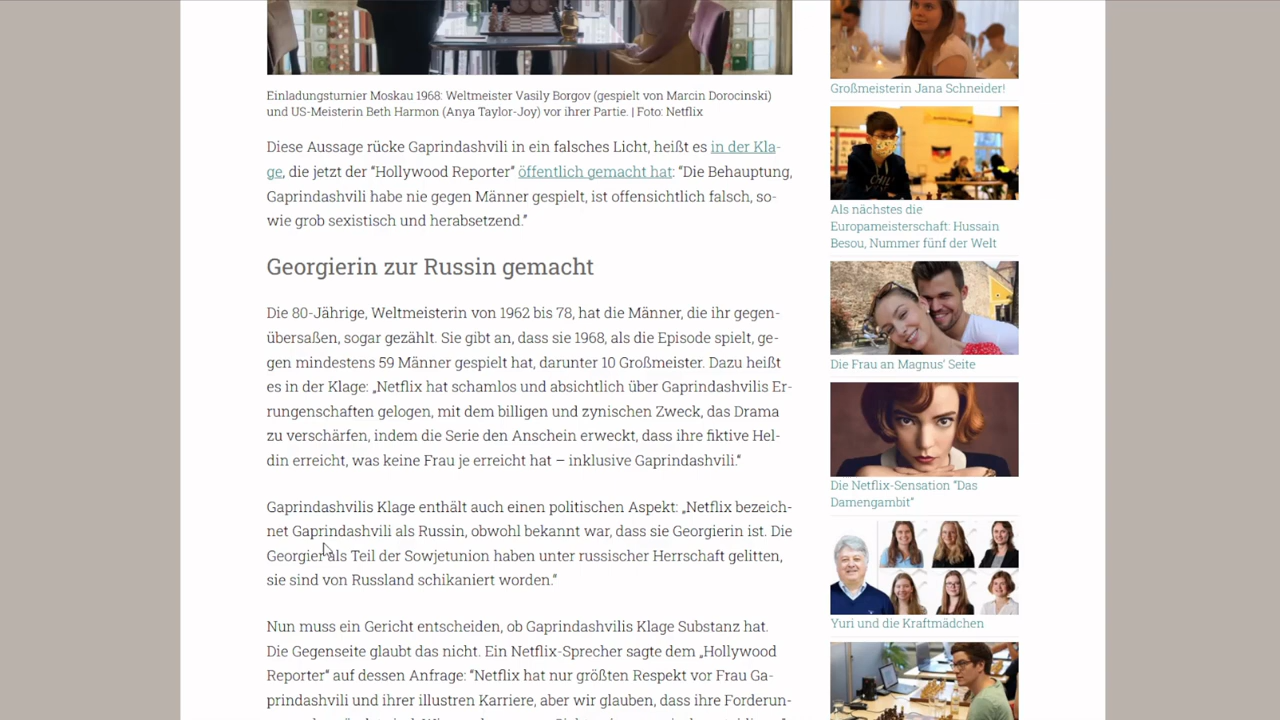 Einladungsturnier Moskau 1968: Weltmeister Vasily Borgov (gespielt von Marcin Dorocinski)
und US-Meisterin Beth Harmon (Anya Taylor-Joy) vor ihrer Partie. | Foto: Netflix
Diese Aussage rücke Gaprindashvili in ein falsches Licht, heißt es in der Kla-
ge, die jetzt der “Hollywood Reporter” öffentlich gemacht hat: “Die Behauptung,
Gaprindashvili habe nie gegen Männer gespielt, ist offensichtlich falsch, so-
wie grob sexistisch und herabsetzend.”
Georgierin zur Russin gemacht
Die 80-Jährige, Weltmeisterin von 1962 bis 78, hat die Männer, die ihr gegen-
übersaßen, sogar gezählt. Sie gibt an, dass sie 1968, als die Episode spielt, ge-
gen mindestens 59 Männer gespielt hat, darunter 10 Großmeister. Dazu heißt
es in der Klage: „Netflix hat schamlos und absichtlich über Gaprindashvilis Er-
rungenschaften gelogen, mit dem billigen und zynischen Zweck, das Drama
zu verschärfen, indem die Serie den Anschein erweckt, dass ihre fiktive Hel-
din erreicht, was keine Frau je erreicht hat – inklusive Gaprindashvili.“
Gaprindashvilis Klage enthält auch einen politischen Aspekt: „Netflix bezeich-
net Gaprindashvili als Russin, obwohl bekannt war, dass sie Georgierin ist. Die
Georgier als Teil der Sowjetunion haben unter russischer Herrschaft gelitten,
sie sind von Russland schikaniert worden.”
Nun muss ein Gericht entscheiden, ob Gaprindashvilis Klage Substanz hat.
Die Gegenseite glaubt das nicht. Ein Netflix-Sprecher sagte dem „Hollywood
Reporter“ auf dessen Anfrage: “Netflix hat nur größten Respekt vor Frau Ga-
prindashvili und ihrer illustren Karriere, aber wir glauben, dass ihre Forderun-
Großmeisterin Jana Schneider!
Als nächstes die
Europameisterschaft: Hussain
Besou, Nummer fünf der Welt
Die Frau an Magnus’ Seite
Die Netflix-Sensation “Das
Damengambit”
Yuri und die Kraftmädchen